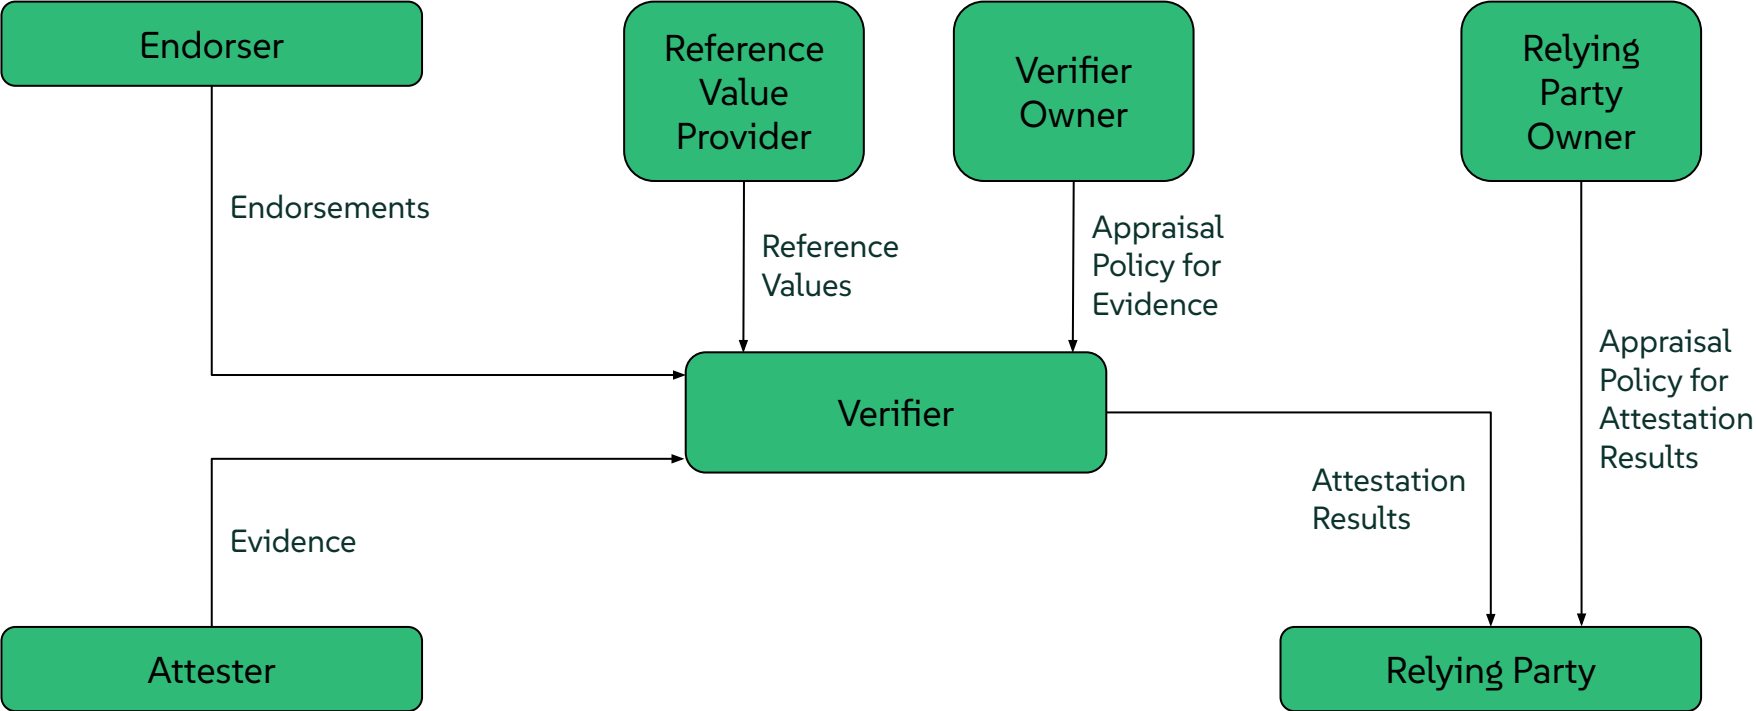 Endorser
Reference
Value
Provider
Verifier
Owner
Relying
Party
Owner
Endorsements
Reference
Values
Appraisal
Policy for
Evidence
Appraisal
Policy for
Attestation
Results
Verifier
Attestation
Results
Evidence
Attester
Relying Party